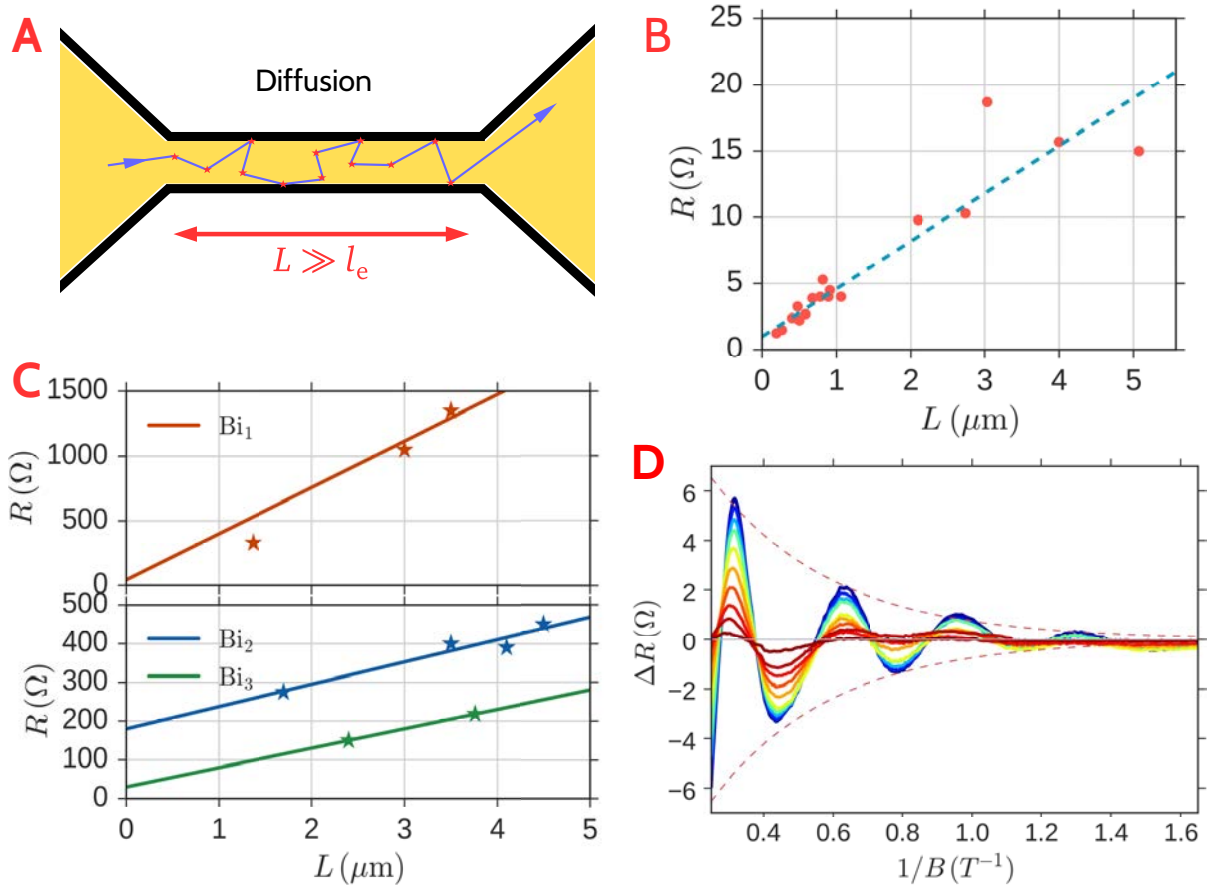 A
Diffusion
L ≫ l_e
B
25
20
15
10
5
0
R (Ω)
0 1 2 3 4 5
L (μm)
C
1500
1000
500
0
R (Ω)
Bi₁
500
400
300
200
100
0
R (Ω)
Bi₂
Bi₃
0 1 2 3 4 5
L (μm)
D
6
4
2
0
−2
−4
−6
ΔR (Ω)
0.4 0.6 0.8 1.0 1.2 1.4 1.6
1/B (T⁻¹)